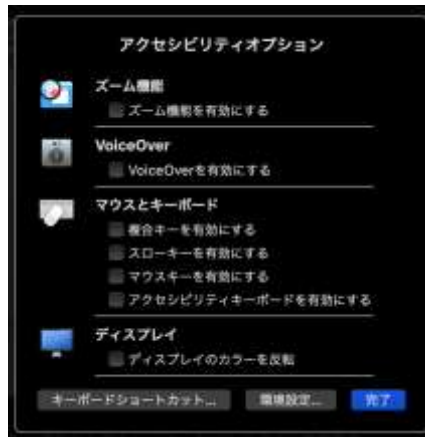 アクセシビリティオプション
ズーム機能
ズーム機能を有効にする
VoiceOver
VoiceOverを有効にする
マウスとキーボード
複合キーを有効にする
スローキーを有効にする
マウスキーを有効にする
アクセシビリティキーボードを有効にする
ディスプレイ
ディスプレイのカラーを反転
キーボードショートカット... 環境設定... 完了